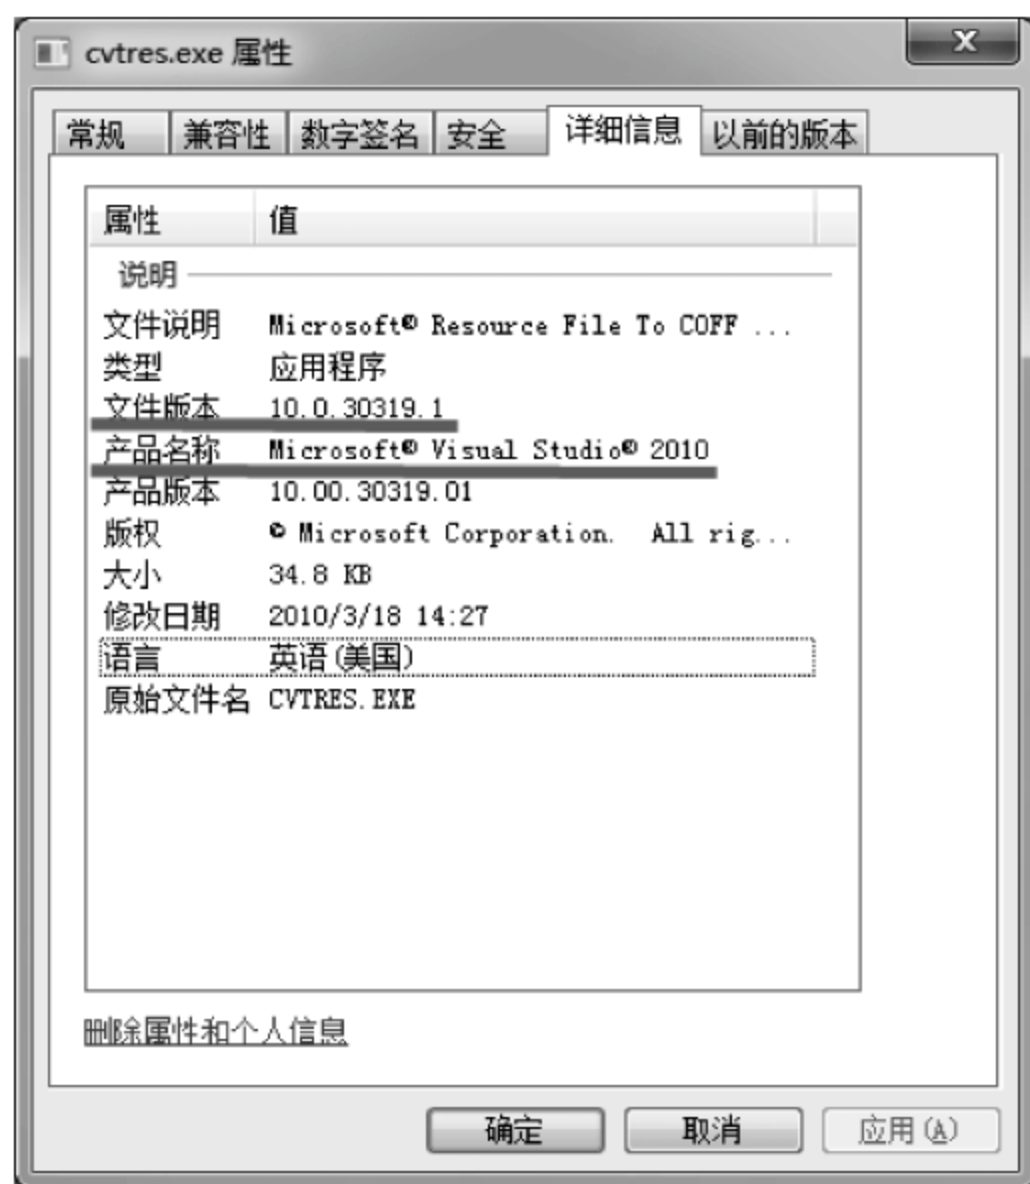 cvtres.exe 属性
常规 兼容性 数字签名 安全 详细信息 以前的版本
属性 值
说明
文件说明 Microsoft® Resource File To COFF ...
类型 应用程序
文件版本 10.0.30319.1
产品名称 Microsoft® Visual Studio® 2010
产品版本 10.00.30319.01
版权 © Microsoft Corporation. All rig...
大小 34.8 KB
修改日期 2010/3/18 14:27
语言 英语(美国)
原始文件名 CVTRES.EXE
删除属性和个人信息
确定 取消 应用(A)